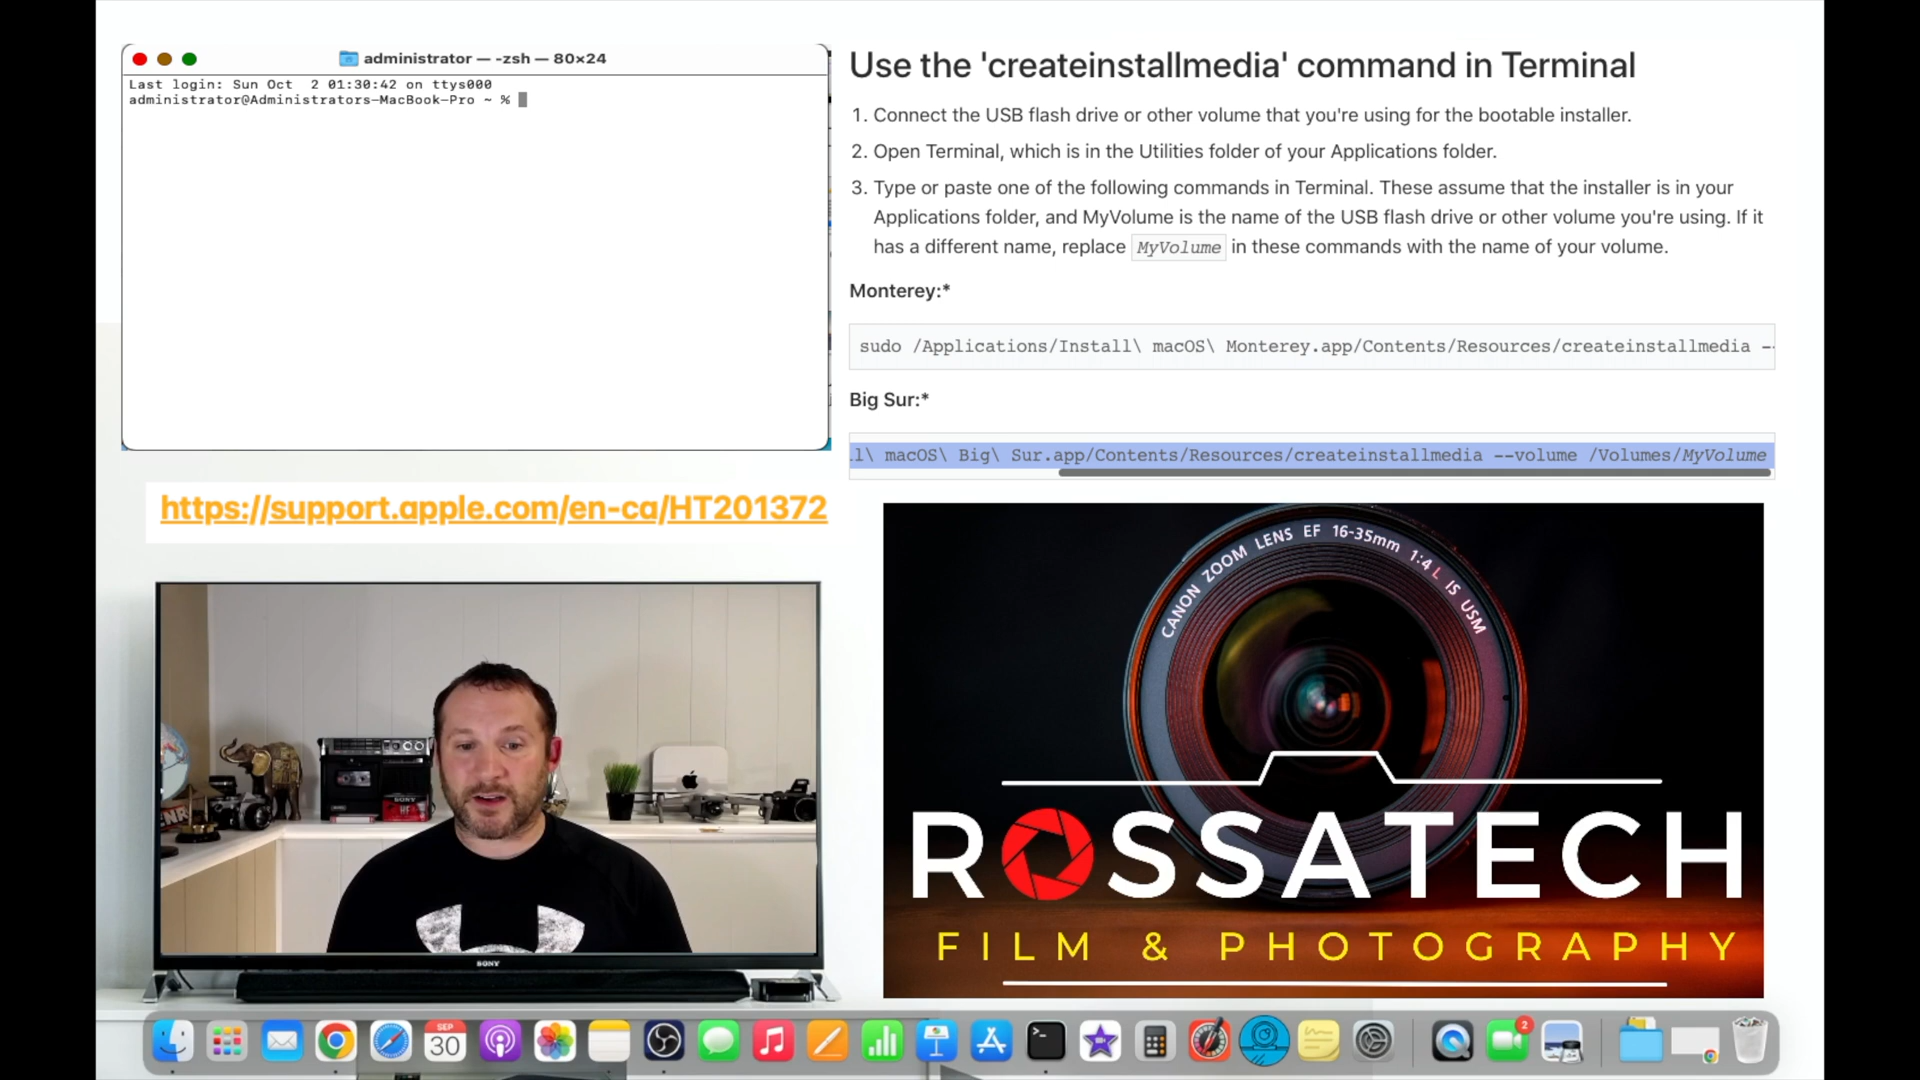 administrator — -zsh — 80×24
Last login: Sun Oct  2 01:30:42 on ttys000
administrator@Administrators-MacBook-Pro ~ %
Use the 'createinstallmedia' command in Terminal
1. Connect the USB flash drive or other volume that you're using for the bootable installer.
2. Open Terminal, which is in the Utilities folder of your Applications folder.
3. Type or paste one of the following commands in Terminal. These assume that the installer is in your
Applications folder, and MyVolume is the name of the USB flash drive or other volume you're using. If it
has a different name, replace MyVolume in these commands with the name of your volume.
Monterey:*
sudo /Applications/Install\ macOS\ Monterey.app/Contents/Resources/createinstallmedia --
Big Sur:*
l\ macOS\ Big\ Sur.app/Contents/Resources/createinstallmedia --volume /Volumes/MyVolume
https://support.apple.com/en-ca/HT201372
CANON ZOOM LENS EF 16-35mm 1:4 L IS USM
ROSSATECH
FILM & PHOTOGRAPHY
SONY
HF
SONY
SEP
30
2